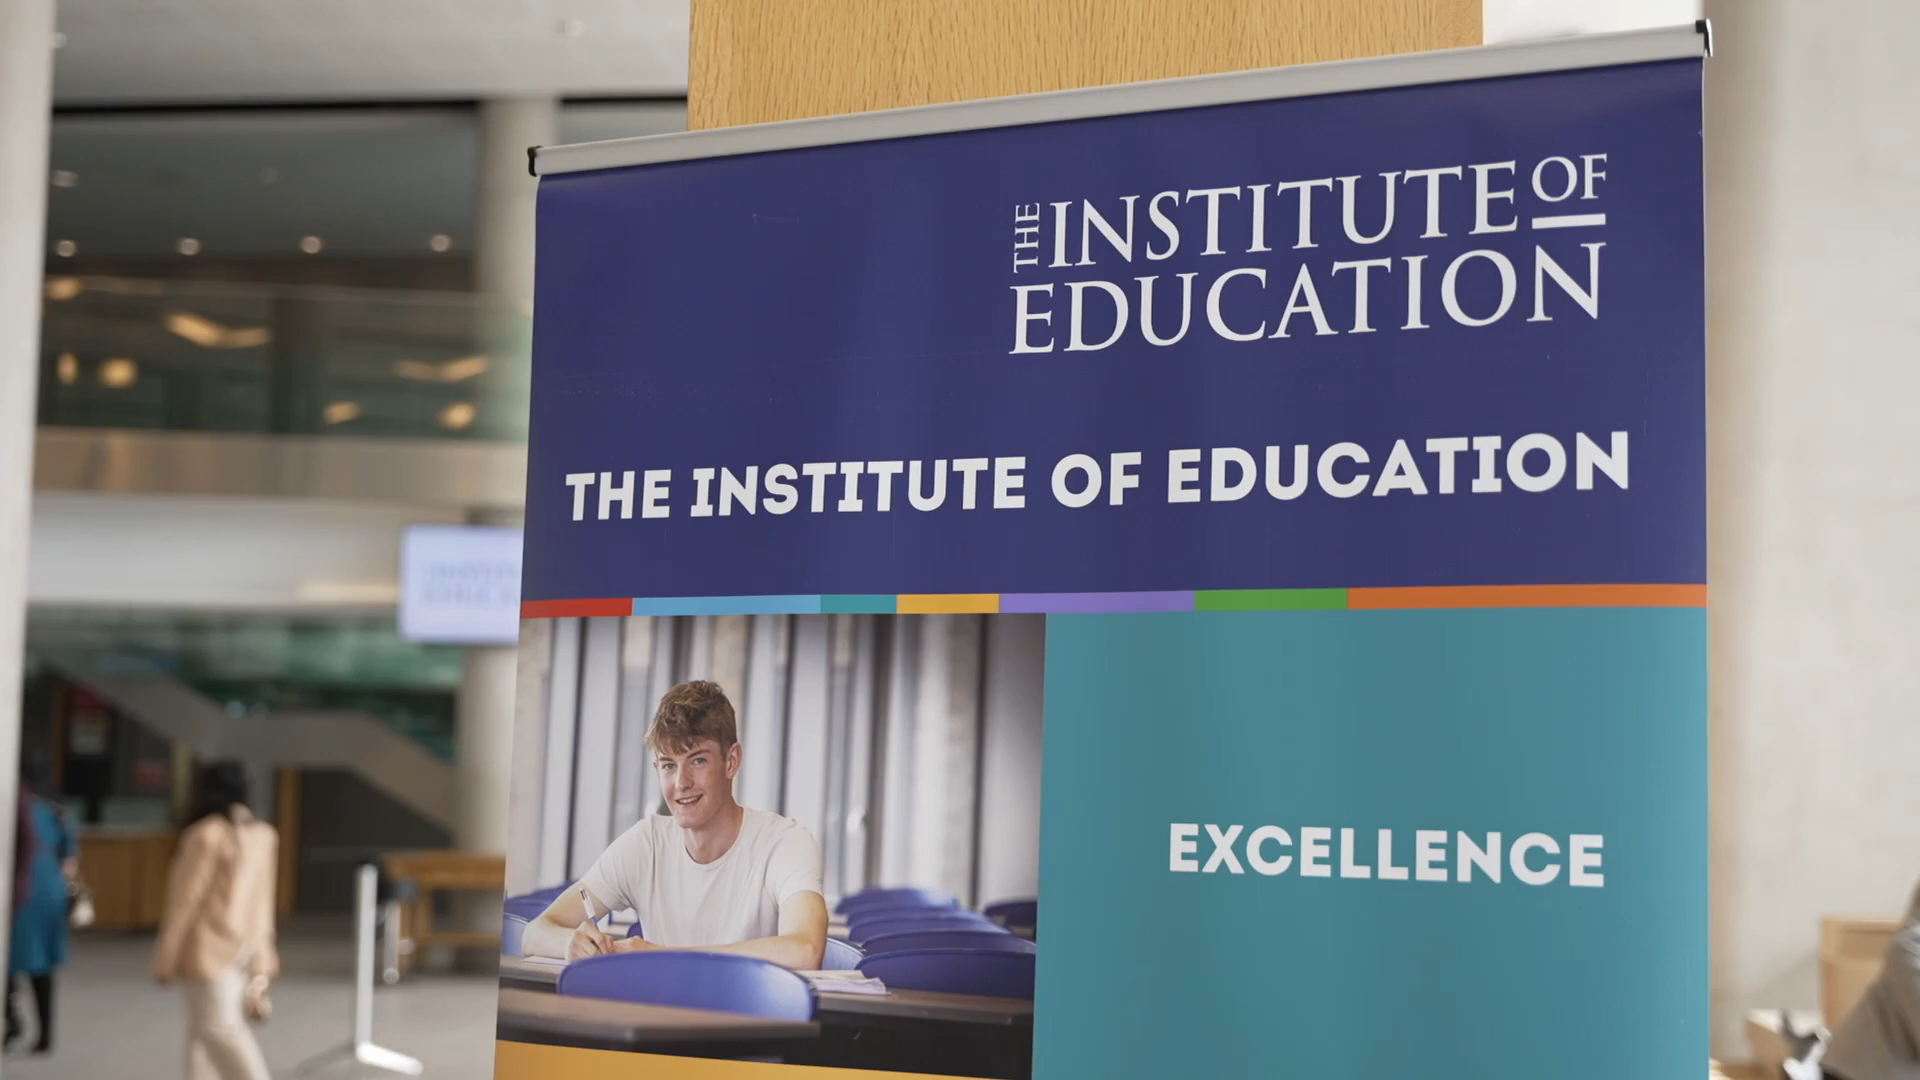 THE INSTITUTE OF
EDUCATION
THE INSTITUTE OF EDUCATION
EXCELLENCE